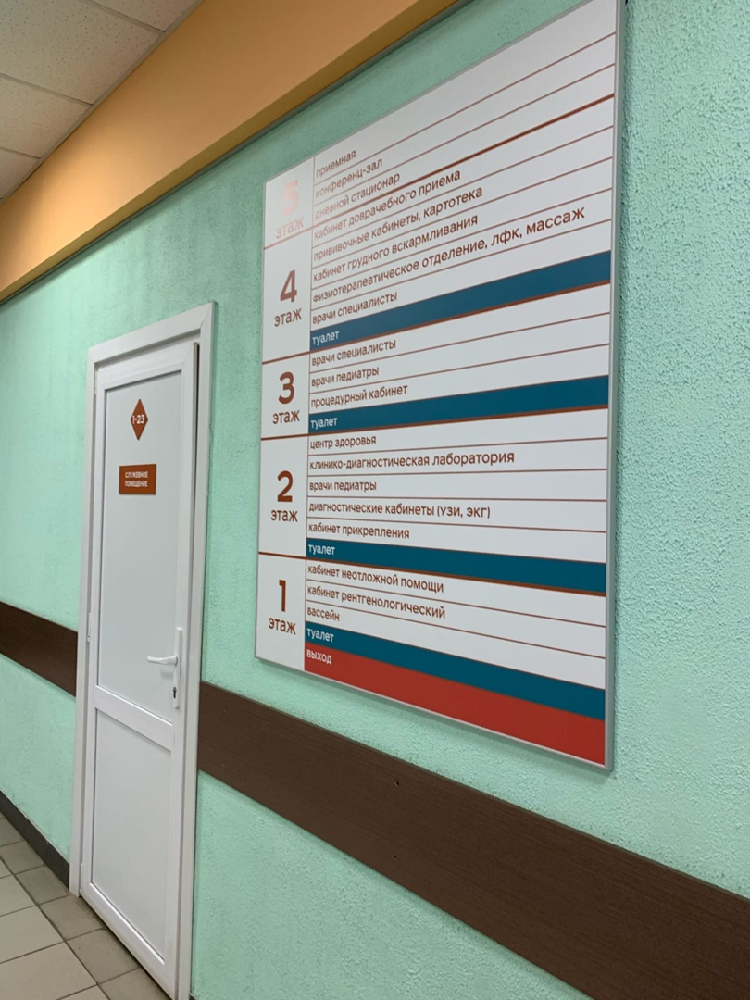 5
этаж
приемная
конференц-зал
дневной стационар
4
этаж
кабинет доврачебного приема
прививочные кабинеты, картотека
кабинет грудного вскармливания
физиотерапевтическое отделение, лфк, массаж
врачи специалисты
туалет
3
этаж
врачи специалисты
врачи педиатры
процедурный кабинет
туалет
2
этаж
центр здоровья
клинико-диагностическая лаборатория
врачи педиатры
диагностические кабинеты (узи, экг)
кабинет прикрепления
туалет
1
этаж
кабинет неотложной помощи
кабинет рентгенологический
бассейн
туалет
выход
1-23
СЛУЖЕБНОЕ
ПОМЕЩЕНИЕ